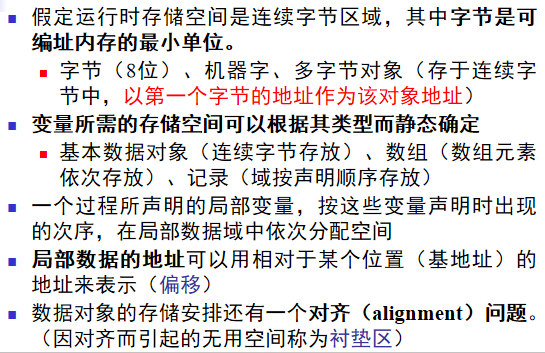 假定运行时存储空间是连续字节区域，其中字节是可
编址内存的最小单位。
字节（8位）、机器字、多字节对象（存于连续字
节中，以第一个字节的地址作为该对象地址）
变量所需的存储空间可以根据其类型而静态确定
基本数据对象（连续字节存放）、数组（数组元素
依次存放）、记录（域按声明顺序存放）
一个过程所声明的局部变量，按这些变量声明时出现
的次序，在局部数据域中依次分配空间
局部数据的地址可以用相对于某个位置（基地址）的
地址来表示（偏移）
数据对象的存储安排还有一个对齐（alignment）问题。
（因对齐而引起的无用空间称为衬垫区）